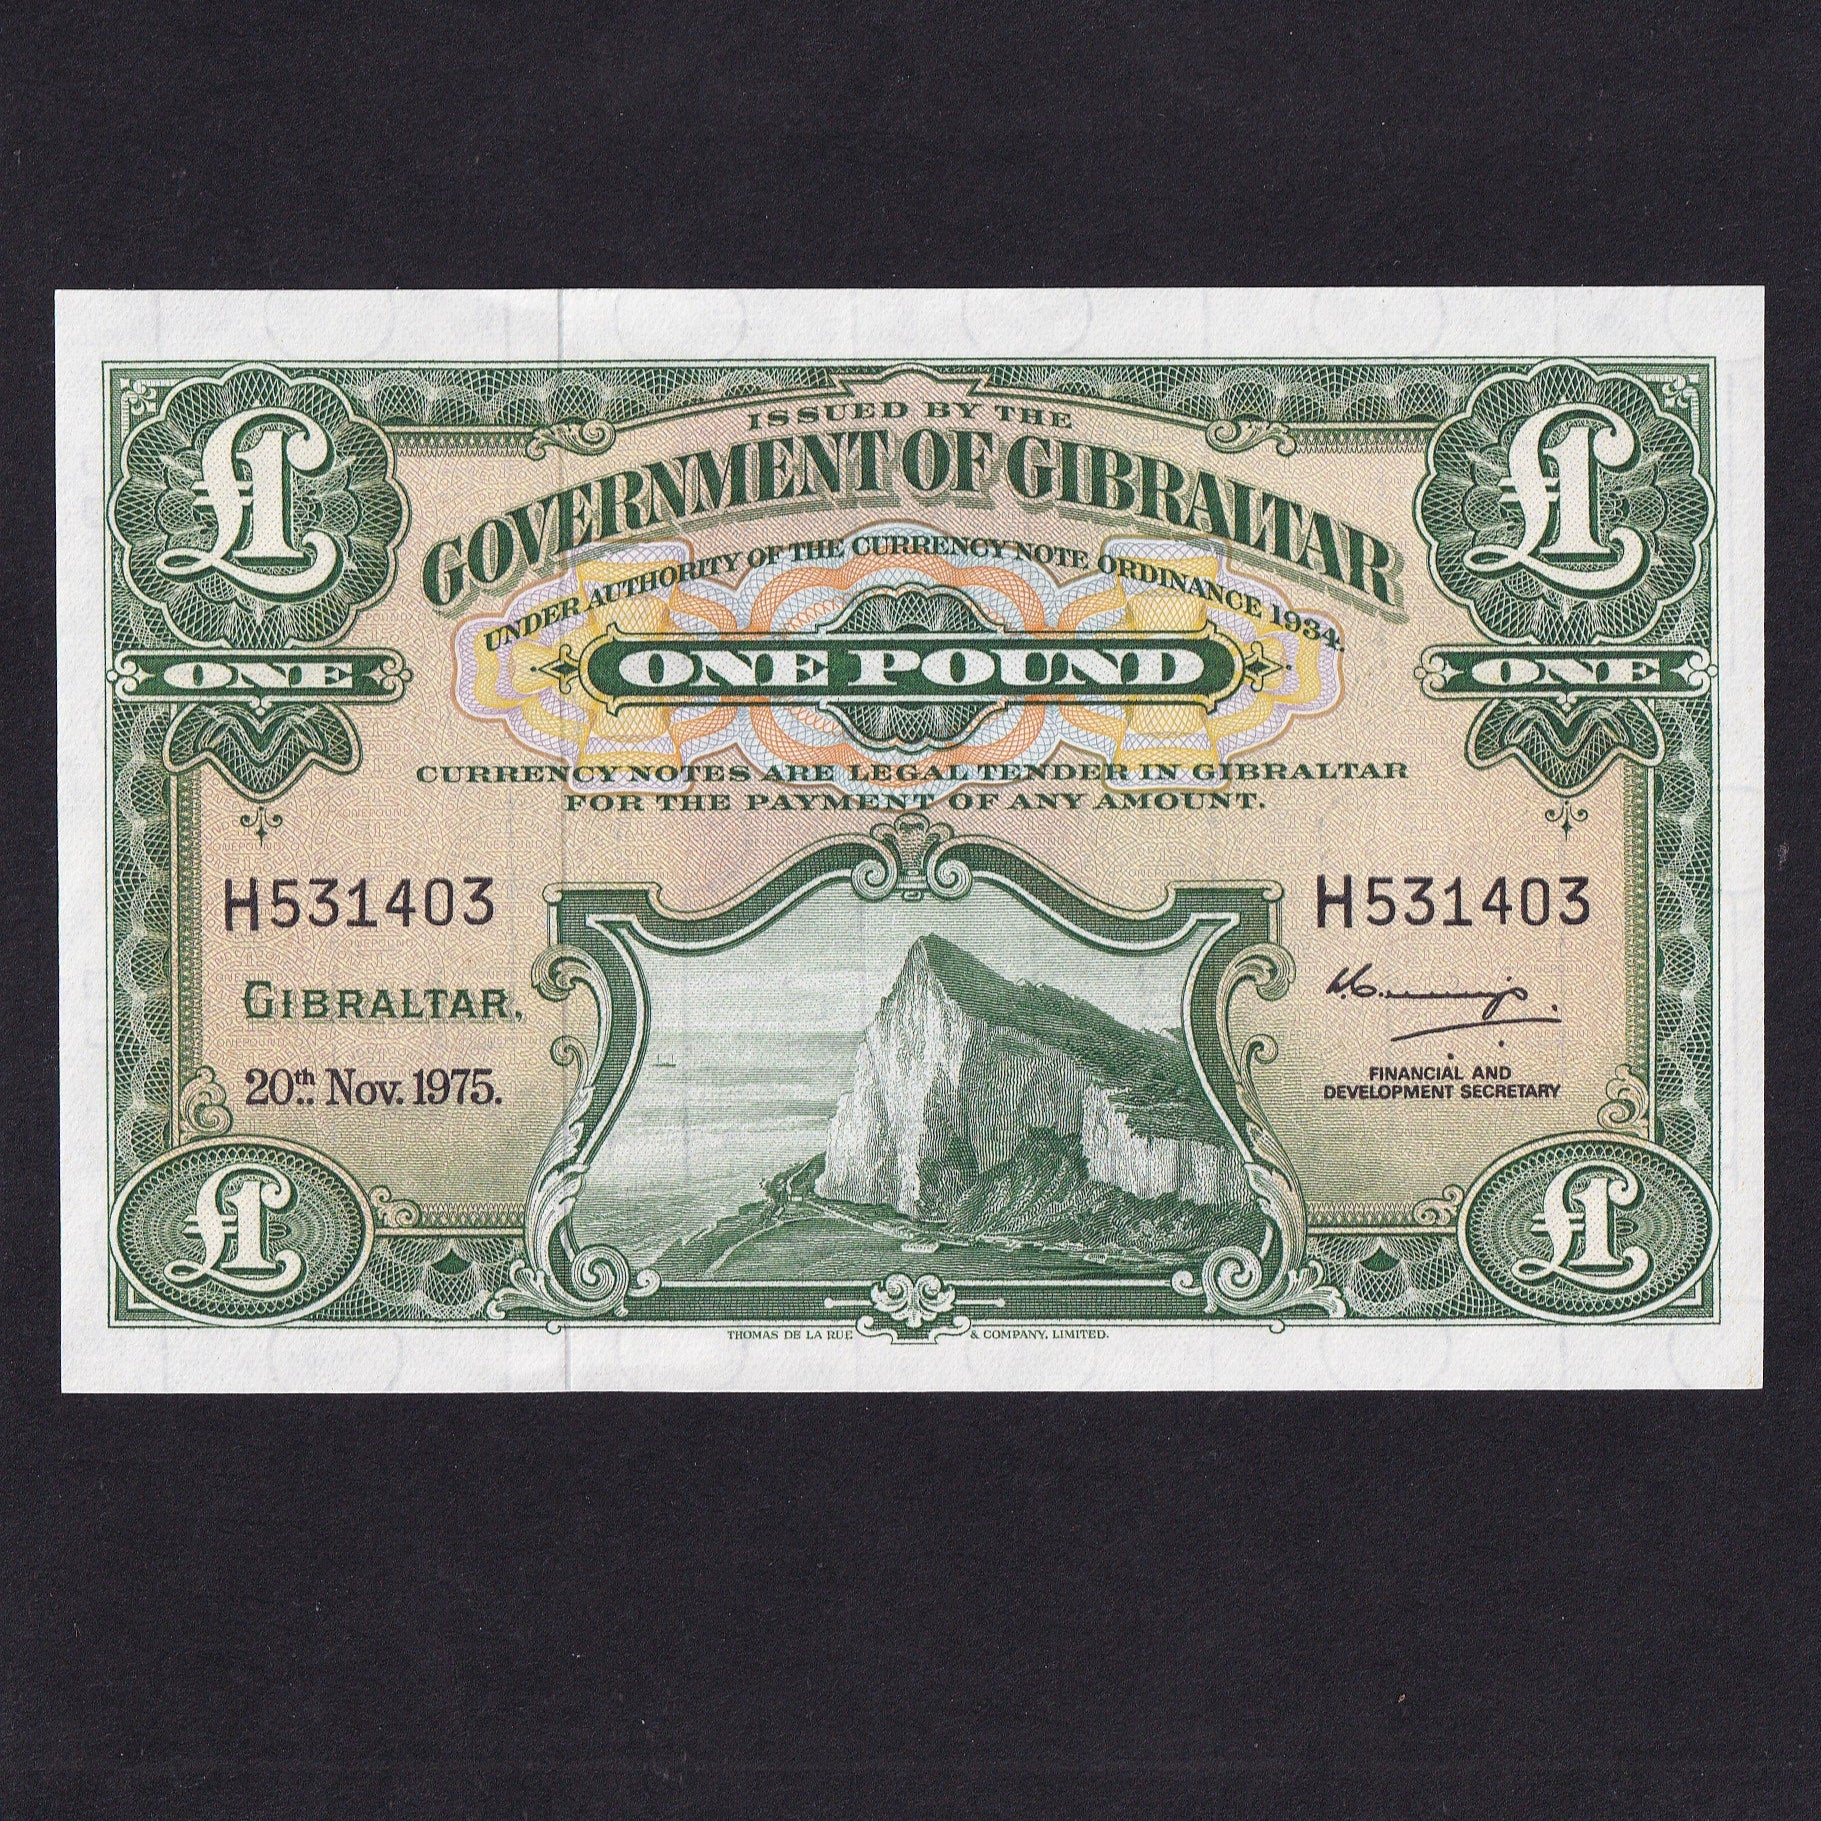 ISSUED BY THE
GOVERNMENT OF GIBRALTAR
UNDER AUTHORITY OF THE CURRENCY NOTE ORDINANCE 1934.
£1 £1
ONE ONE POUND ONE
CURRENCY NOTES ARE LEGAL TENDER IN GIBRALTAR
FOR THE PAYMENT OF ANY AMOUNT.
H531403 H531403
GIBRALTAR,
20th Nov. 1975.
FINANCIAL AND
DEVELOPMENT SECRETARY
£1 £1
THOMAS DE LA RUE & COMPANY, LIMITED.